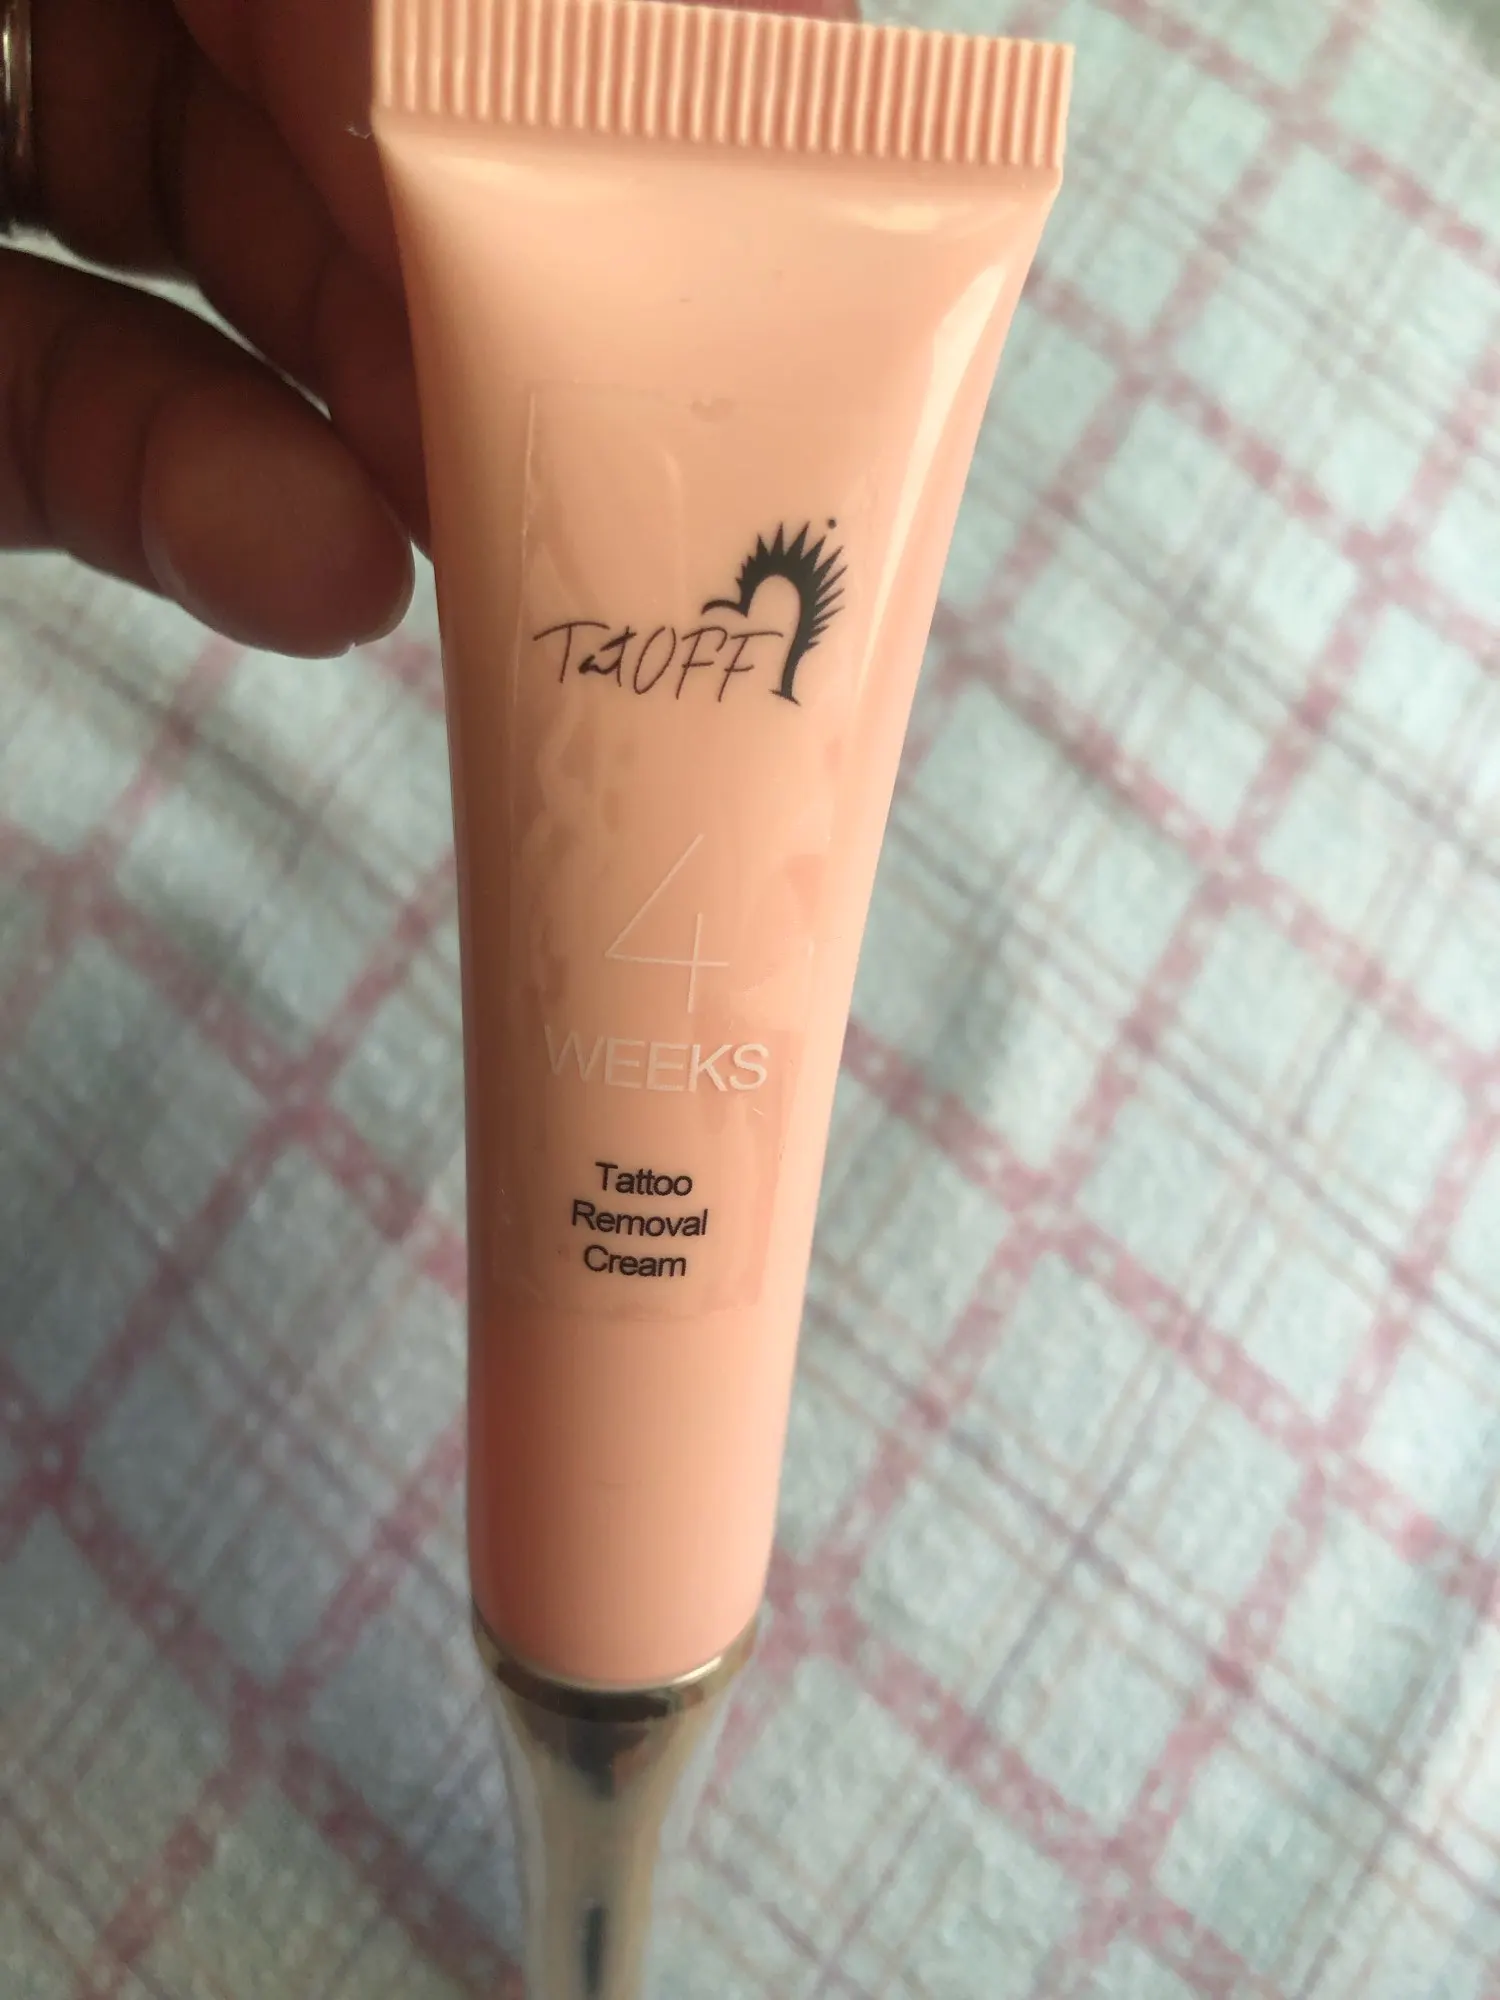 TatOFF
4
WEEKS
Tattoo
Removal
Cream